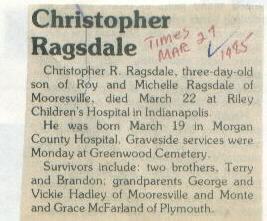 Christopher
Ragsdale
TIMES
MAR 27
1985
Christopher R. Ragsdale, three-day-old
son of Roy and Michelle Ragsdale of
Mooresville, died March 22 at Riley
Children's Hospital in Indianapolis.
He was born March 19 in Morgan
County Hospital. Graveside services were
Monday at Greenwood Cemetery.
Survivors include: two brothers, Terry
and Brandon; grandparents George and
Vickie Hadley of Mooresville and Monte
and Grace McFarland of Plymouth.